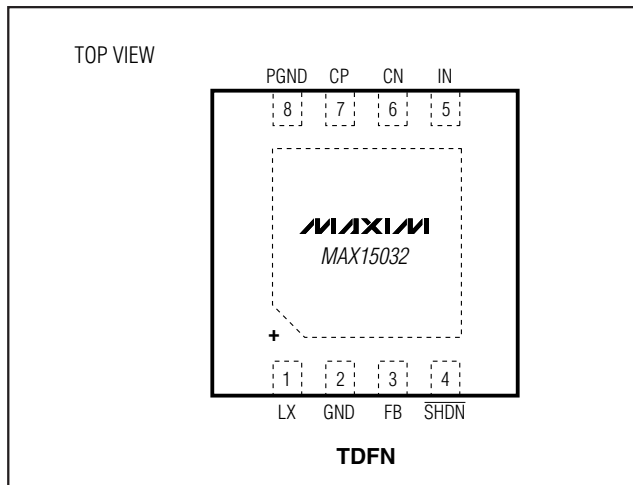 TOP VIEW
PGND CP CN IN
8 7 6 5
MAXIM
MAX15032
+
1 2 3 4
LX GND FB S̅H̅D̅N̅
TDFN